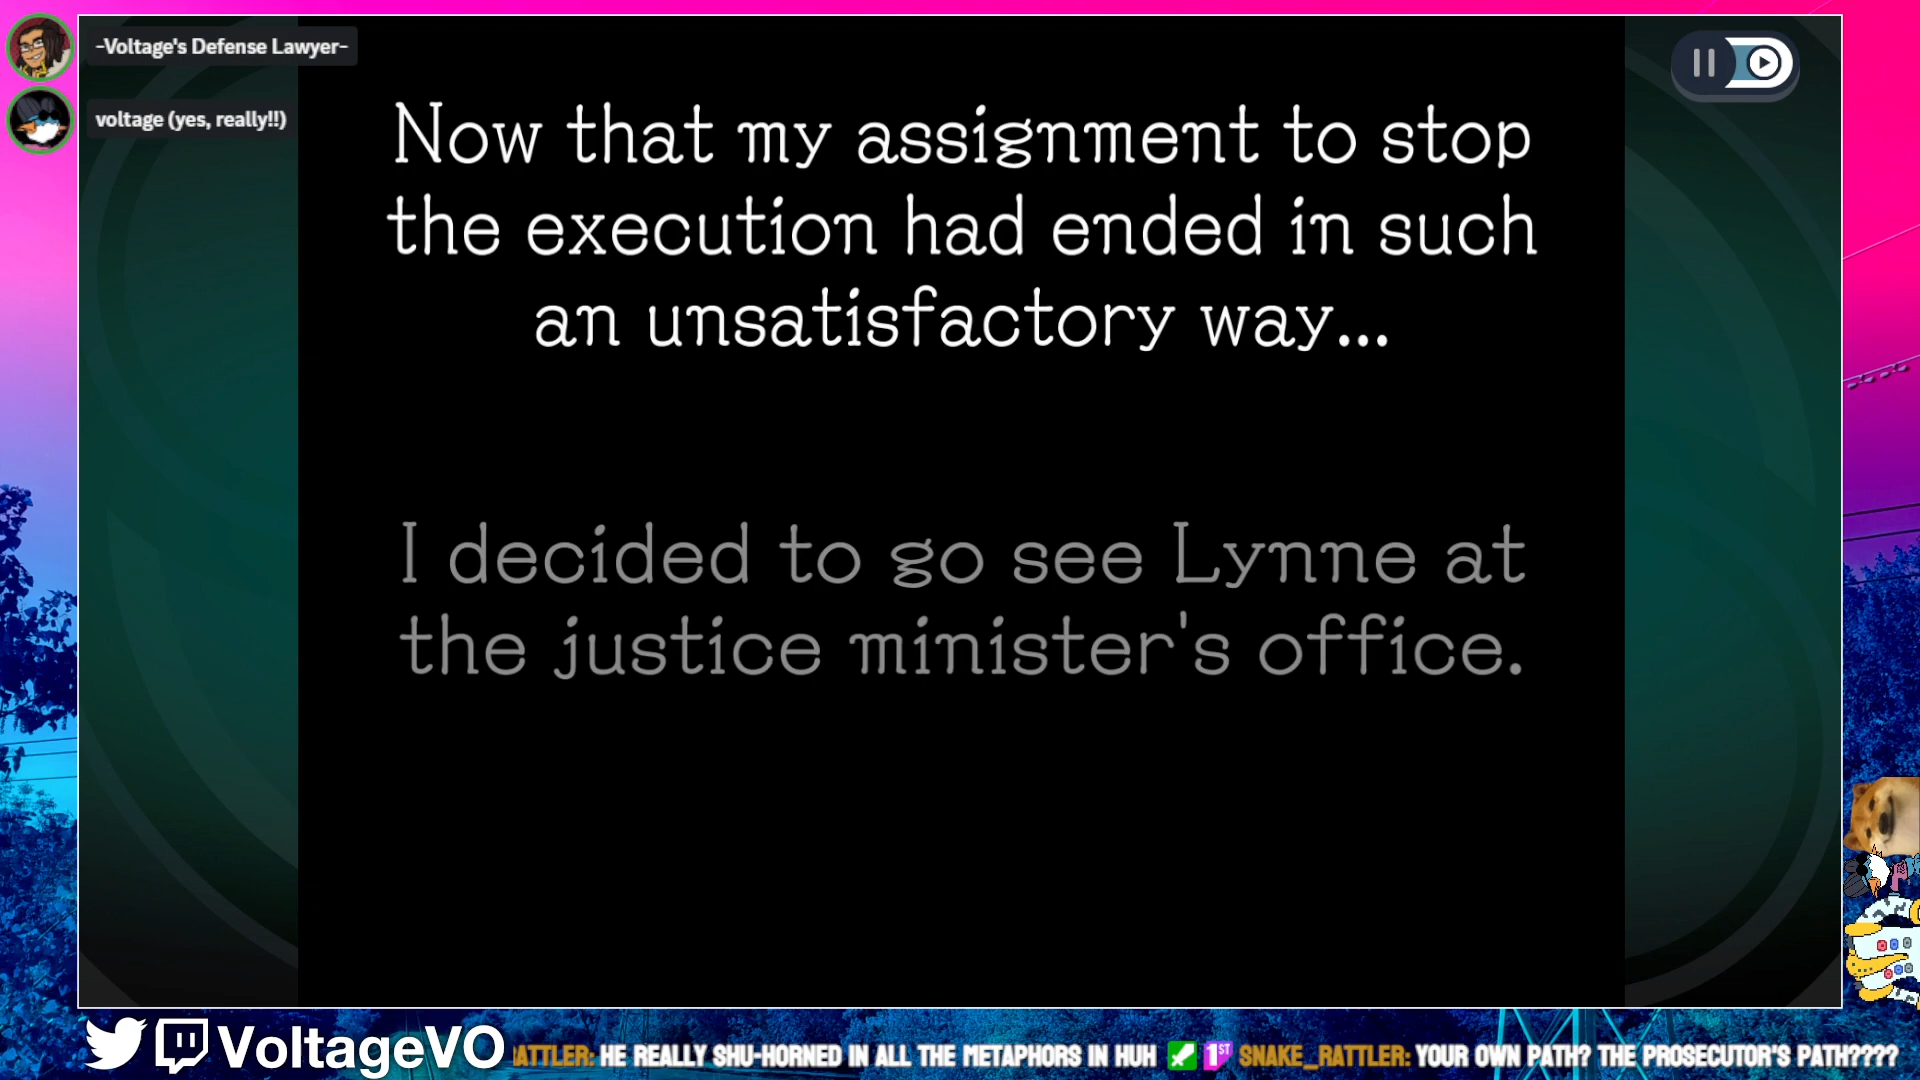 -Voltage's Defense Lawyer-
voltage (yes, really!!)
Now that my assignment to stop
the execution had ended in such
an unsatisfactory way...
I decided to go see Lynne at
the justice minister's office.
VoltageVO
ATTLER: HE REALLY SHU-HORNED IN ALL THE METAPHORS IN HUH 1ST SNAKE_RATTLER: YOUR OWN PATH? THE PROSECUTOR'S PATH????